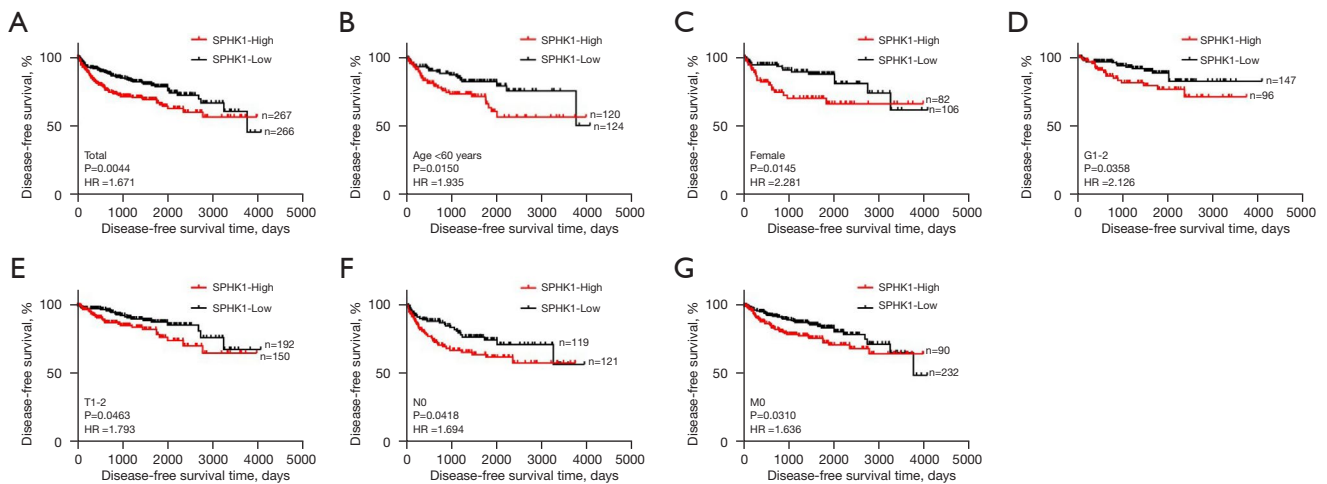 A
Disease-free survival, %
100
50
0
SPHK1-High
SPHK1-Low
n=267
n=266
Total
P=0.0044
HR =1.671
0 1000 2000 3000 4000 5000
Disease-free survival time, days
B
Disease-free survival, %
100
50
0
SPHK1-High
SPHK1-Low
n=120
n=124
Age <60 years
P=0.0150
HR =1.935
0 1000 2000 3000 4000 5000
Disease-free survival time, days
C
Disease-free survival, %
100
50
0
SPHK1-High
SPHK1-Low
n=82
n=106
Female
P=0.0145
HR =2.281
0 1000 2000 3000 4000 5000
Disease-free survival time, days
D
Disease-free survival, %
100
50
0
SPHK1-High
SPHK1-Low
n=147
n=96
G1-2
P=0.0358
HR =2.126
0 1000 2000 3000 4000 5000
Disease-free survival time, days
E
Disease-free survival, %
100
50
0
SPHK1-High
SPHK1-Low
n=192
n=150
T1-2
P=0.0463
HR =1.793
0 1000 2000 3000 4000 5000
Disease-free survival time, days
F
Disease-free survival, %
100
50
0
SPHK1-High
SPHK1-Low
n=119
n=121
N0
P=0.0418
HR =1.694
0 1000 2000 3000 4000 5000
Disease-free survival time, days
G
Disease-free survival, %
100
50
0
SPHK1-High
SPHK1-Low
n=90
n=232
M0
P=0.0310
HR =1.636
0 1000 2000 3000 4000 5000
Disease-free survival time, days